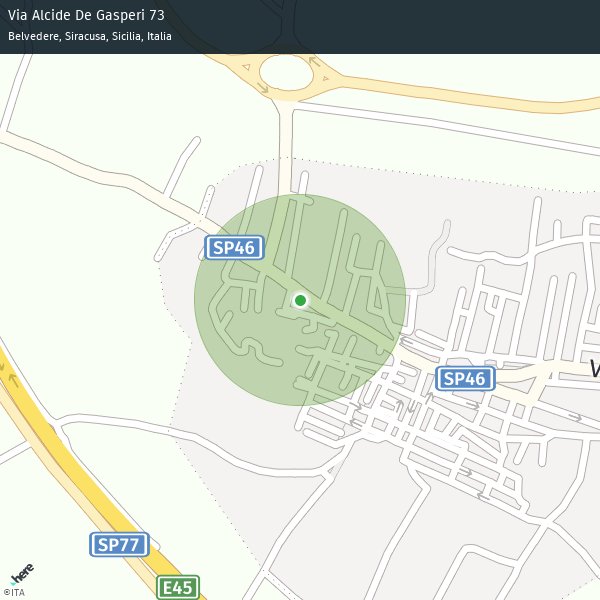 Via Alcide De Gasperi 73
Belvedere, Siracusa, Sicilia, Italia
SP46
SP46
V
SP77
E45
here
©ITA